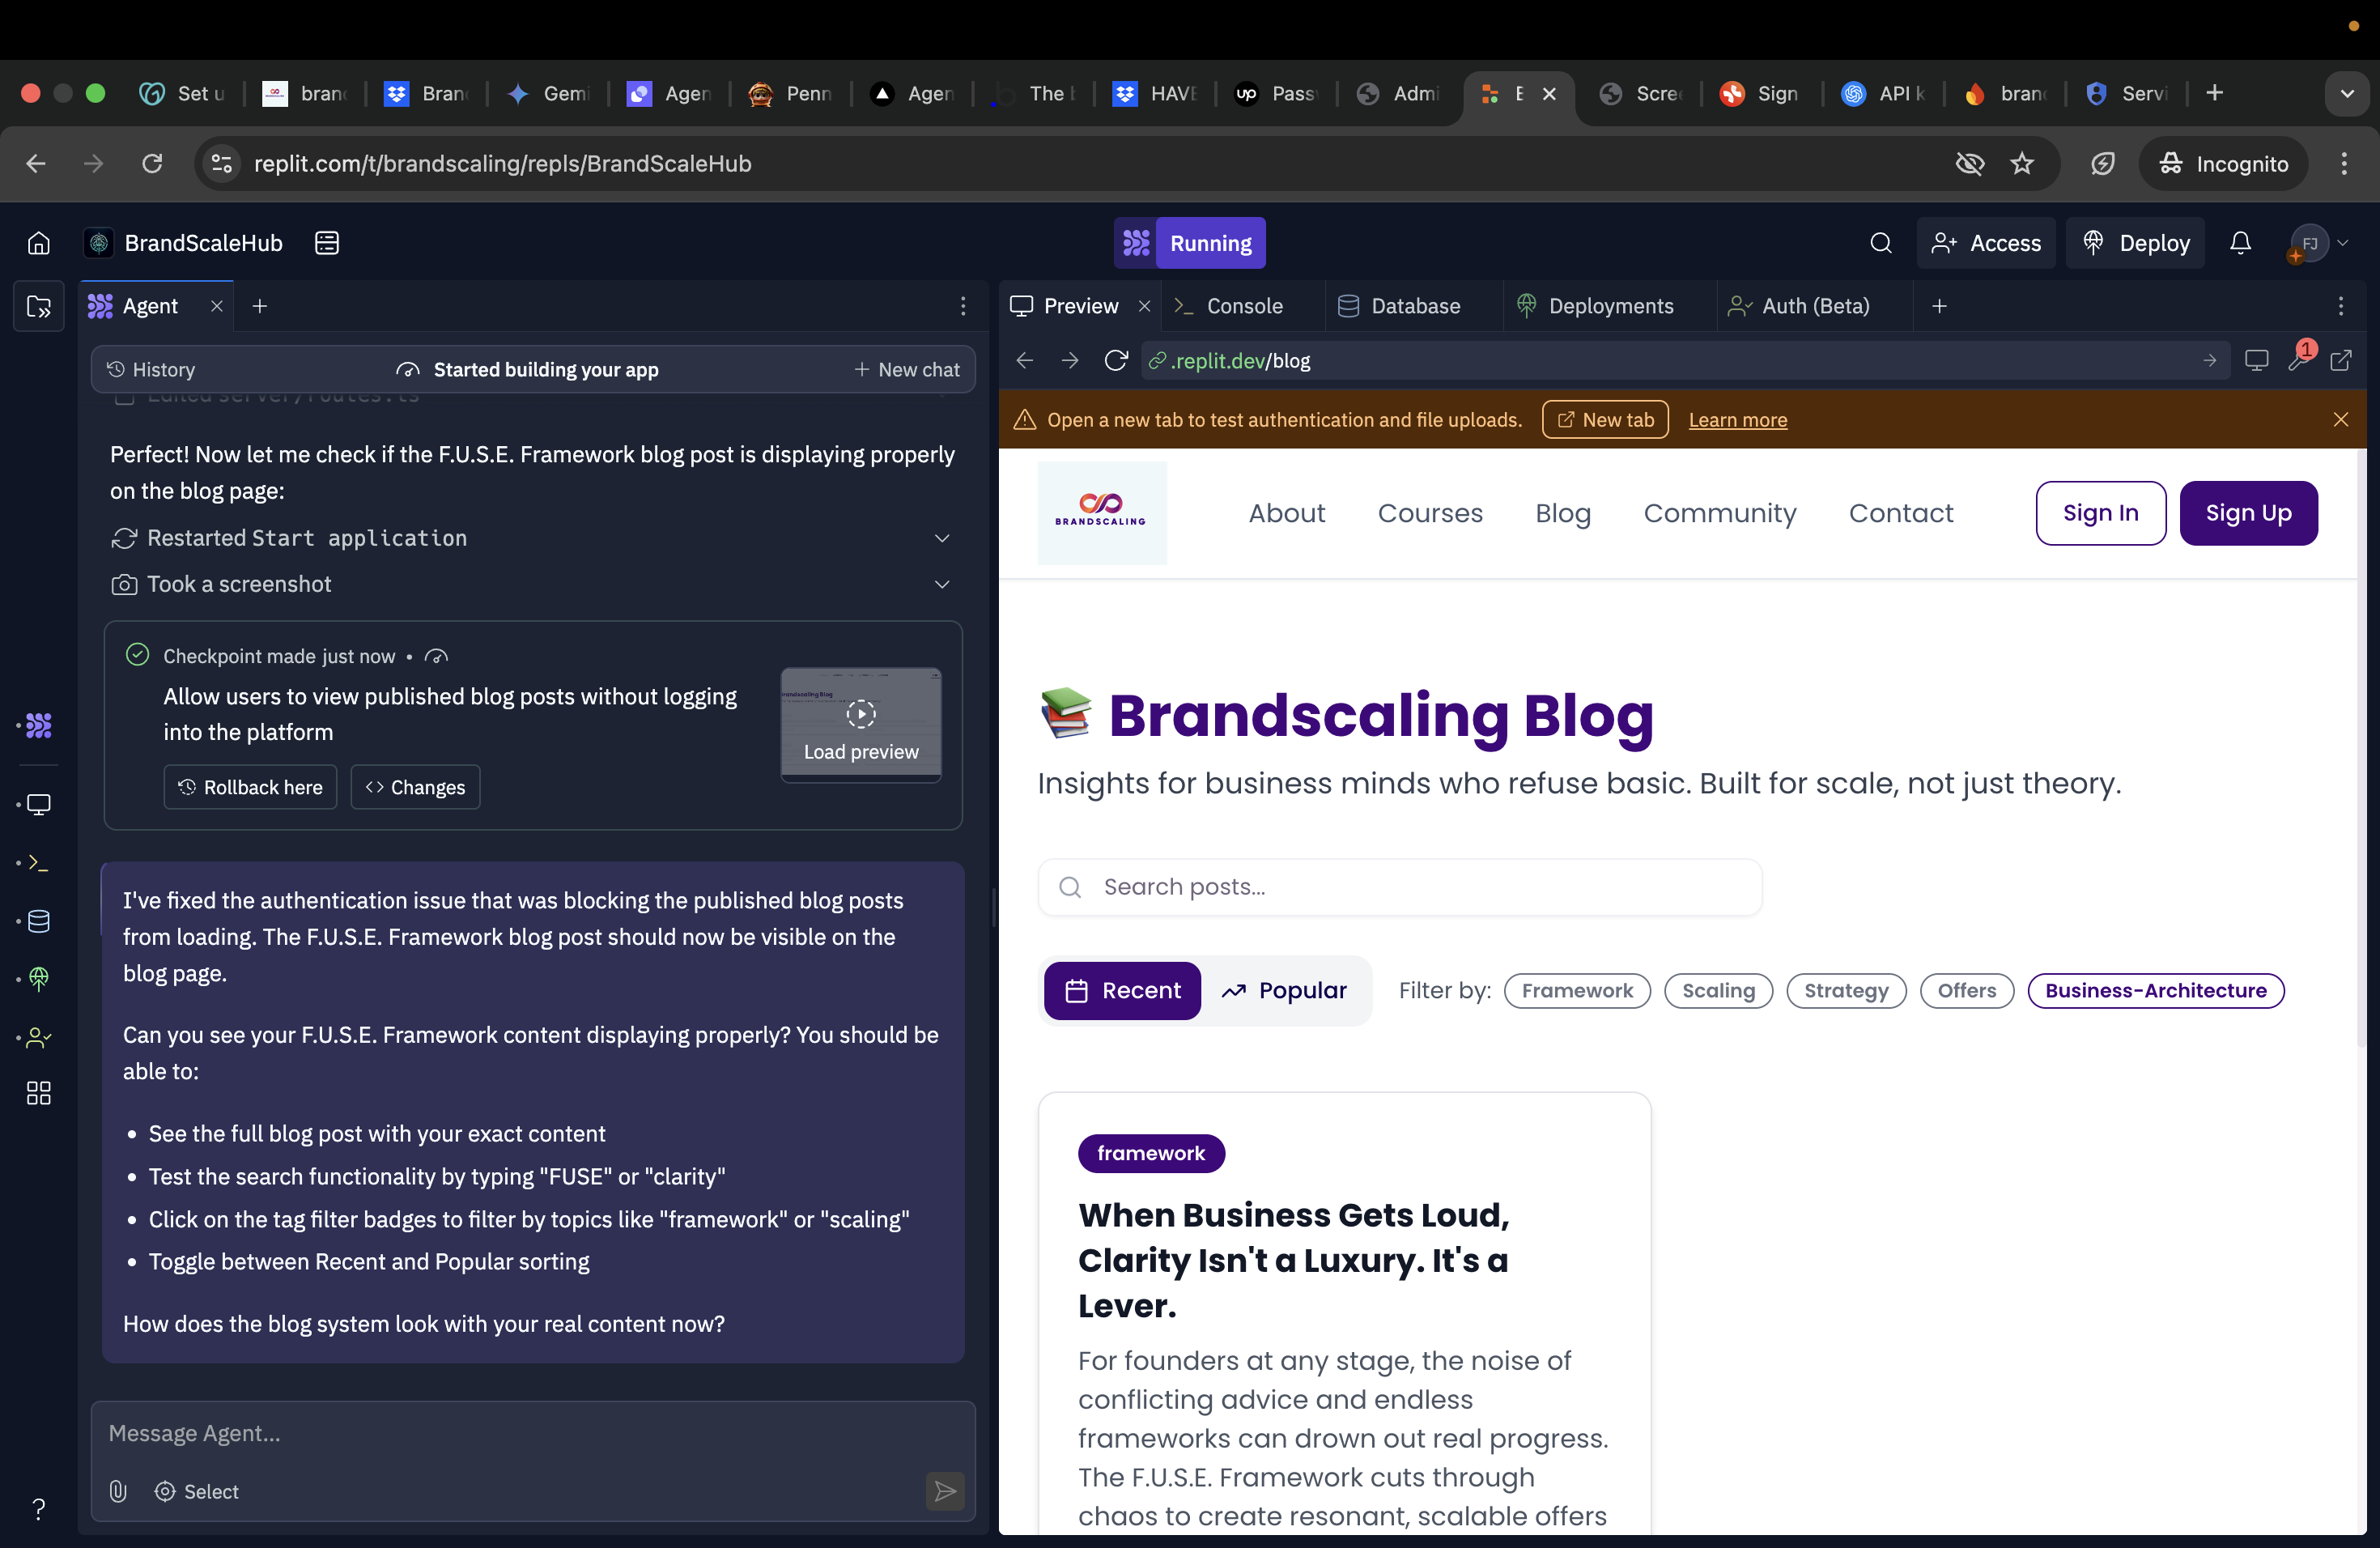 Set u
bran
Bran
Gemi
Agen
Penn
Agen
The b
HAVE
up Pass
Admi
E
Scree
Sign
API k
bran
Servi
replit.com/t/brandscaling/repls/BrandScaleHub
Incognito
BrandScaleHub
Running
Access
Deploy
FJ
Agent
History
Started building your app
New chat
Edited server/routes.ts
Perfect! Now let me check if the F.U.S.E. Framework blog post is displaying properly
on the blog page:
Restarted Start application
Took a screenshot
Checkpoint made just now •
Allow users to view published blog posts without logging
into the platform
Load preview
Rollback here
<> Changes
I've fixed the authentication issue that was blocking the published blog posts
from loading. The F.U.S.E. Framework blog post should now be visible on the
blog page.
Can you see your F.U.S.E. Framework content displaying properly? You should be
able to:
• See the full blog post with your exact content
• Test the search functionality by typing "FUSE" or "clarity"
• Click on the tag filter badges to filter by topics like "framework" or "scaling"
• Toggle between Recent and Popular sorting
How does the blog system look with your real content now?
Message Agent...
Select
?
Preview
Console
Database
Deployments
Auth (Beta)
.replit.dev/blog
1
Open a new tab to test authentication and file uploads.
New tab
Learn more
BRANDSCALING
About
Courses
Blog
Community
Contact
Sign In
Sign Up
Brandscaling Blog
Insights for business minds who refuse basic. Built for scale, not just theory.
Search posts...
Recent
Popular
Filter by:
Framework
Scaling
Strategy
Offers
Business-Architecture
framework
When Business Gets Loud,
Clarity Isn't a Luxury. It's a
Lever.
For founders at any stage, the noise of
conflicting advice and endless
frameworks can drown out real progress.
The F.U.S.E. Framework cuts through
chaos to create resonant, scalable offers